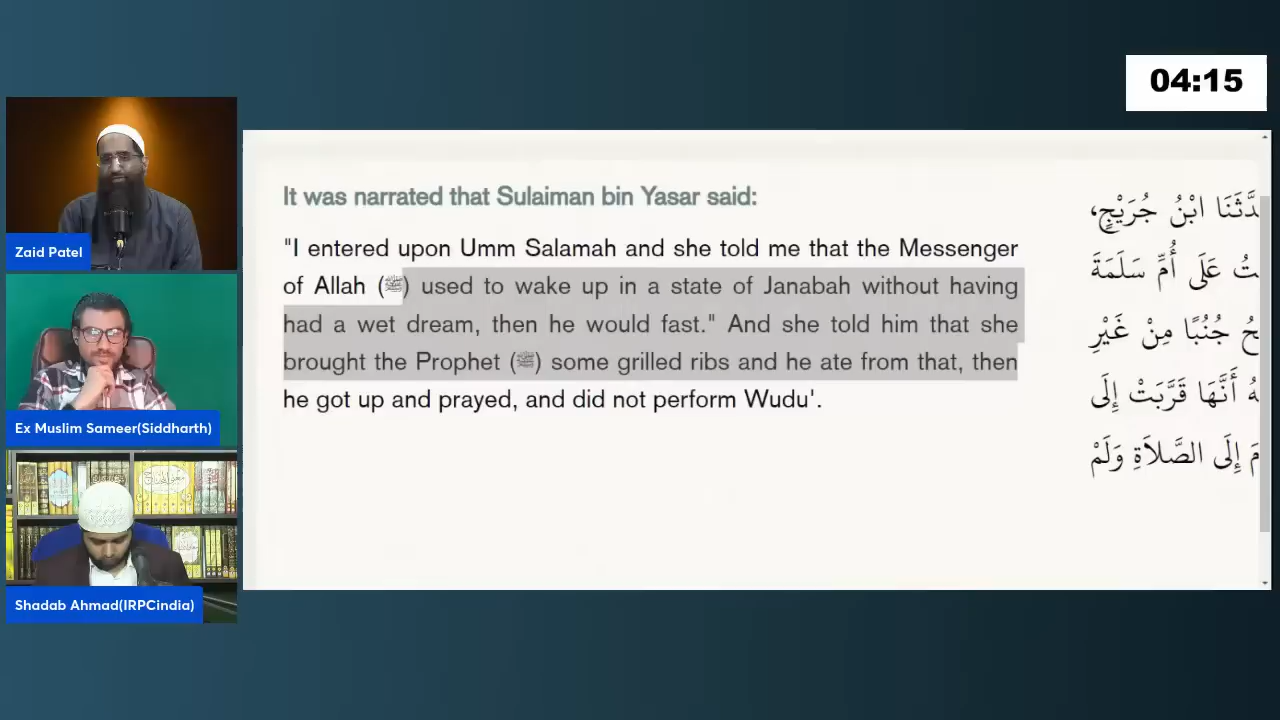 04:15
Zaid Patel
Ex Muslim Sameer(Siddharth)
Shadab Ahmad(IRPCindia)
It was narrated that Sulaiman bin Yasar said:
"I entered upon Umm Salamah and she told me that the Messenger
of Allah (ﷺ) used to wake up in a state of Janabah without having
had a wet dream, then he would fast." And she told him that she
brought the Prophet (ﷺ) some grilled ribs and he ate from that, then
he got up and prayed, and did not perform Wudu'.
ابْنُ جُرَيْجٍ،
عَلَى أُمِّ سَلَمَةَ
جُنُبًا مِنْ غَيْرِ
أَنَّهَا قَرَّبَتْ إِلَى
إِلَى الصَّلاَةِ وَلَمْ